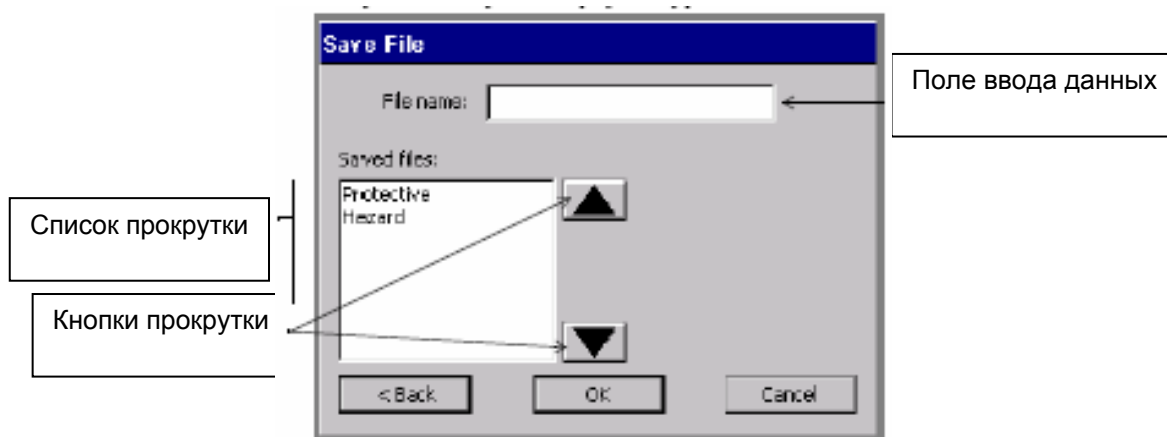 Save File
File name:
Поле ввода данных
Saved files:
Protective
Hazard
Список прокрутки
Кнопки прокрутки
< Back
OK
Cancel